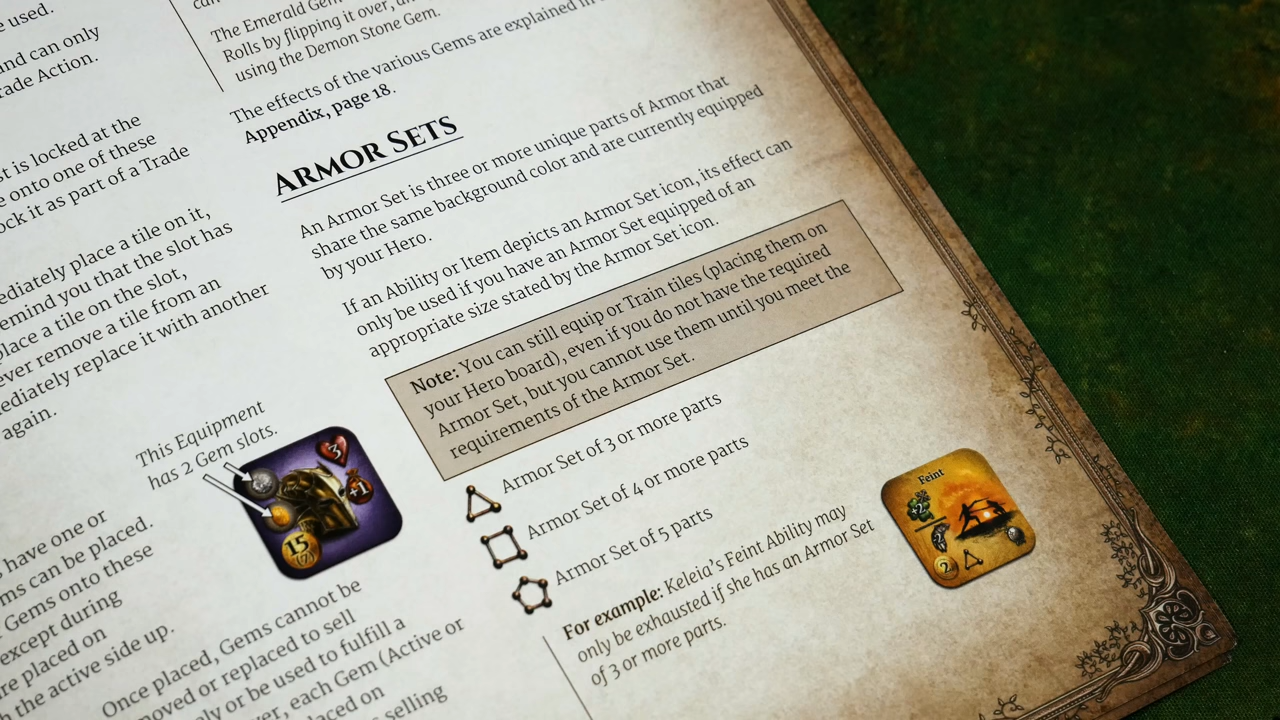 e used.
and can only
rade Action.
st is locked at the
onto one of these
ock it as part of a Trade
ediately place a tile on it,
emind you that the slot has
place a tile on the slot,
ever remove a tile from an
ediately replace it with another
again.
This Equipment
has 2 Gem slots.
3
+1
15
(7)
have one or
ms can be placed.
Gems onto these
except during
re placed on
h the active side up.
Once placed, Gems cannot be
moved or replaced to sell
ly or be used to fulfill a
ver, each Gem (Active or
laced on
selling
can
The Emerald Gem
Rolls by flipping it over, an
using the Demon Stone Gem.
The effects of the various Gems are explained in
Appendix, page 18.
ARMOR SETS
An Armor Set is three or more unique parts of Armor that
share the same background color and are currently equipped
by your Hero.
If an Ability or Item depicts an Armor Set icon, its effect can
only be used if you have an Armor Set equipped of an
appropriate size stated by the Armor Set icon.
Note: You can still equip or Train tiles (placing them on
your Hero board), even if you do not have the required
Armor Set, but you cannot use them until you meet the
requirements of the Armor Set.
Armor Set of 3 or more parts
Armor Set of 4 or more parts
Armor Set of 5 parts
For example: Keleia's Feint Ability may
only be exhausted if she has an Armor Set
of 3 or more parts.
Feint
+2
2
2